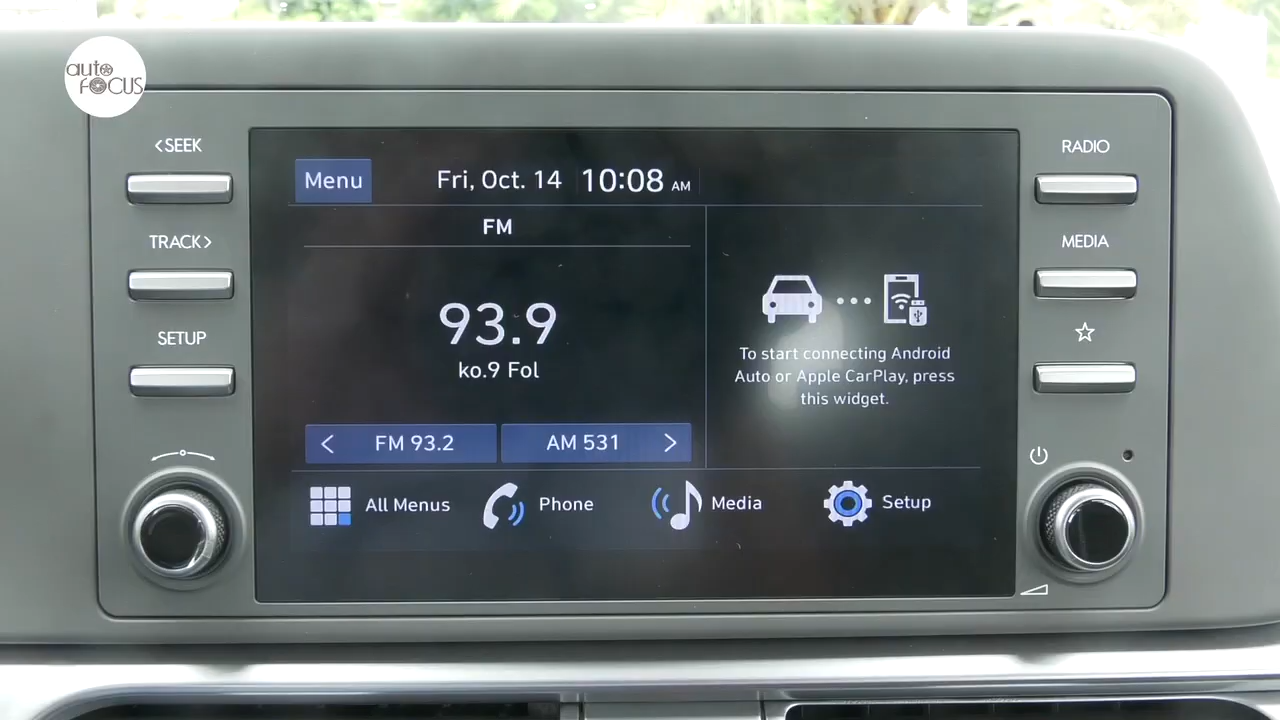 auto
FOCUS
<SEEK
TRACK>
SETUP
Menu
Fri, Oct. 14 10:08 AM
FM
93.9
ko.9 Fol
< FM 93.2
AM 531 >
To start connecting Android
Auto or Apple CarPlay, press
this widget.
All Menus
Phone
Media
Setup
RADIO
MEDIA